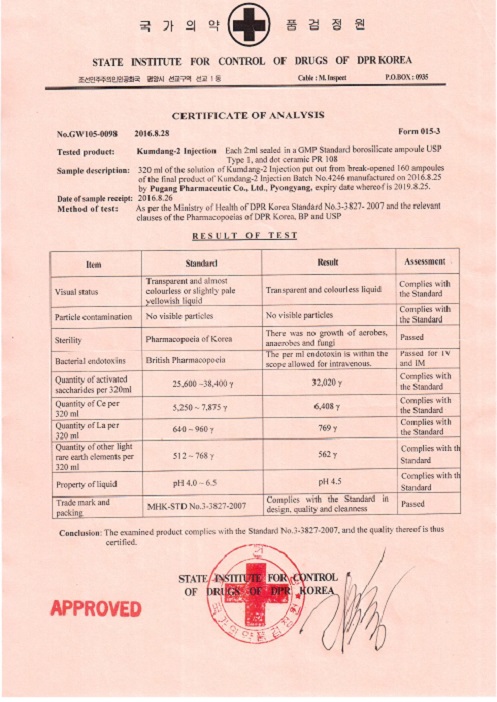 국 가 의 약 품 검 정 원
STATE INSTITUTE FOR CONTROL OF DRUGS OF DPR KOREA
조선민주주의인민공화국 평양시 선교구역 선교 1 동 Cable : M. Inspect P.O.BOX : 0935
CERTIFICATE OF ANALYSIS
No.GW105-0098 2016.8.28 Form 015-3
Tested product: Kumdang-2 Injection Each 2ml sealed in a GMP Standard borosilicate ampoule USP
Type 1, and dot ceramic PR 108
Sample description: 320 ml of the solution of Kumdang-2 Injection put out from break-opened 160 ampoules
of the final product of Kumdang-2 Injection Batch No.4246 manufactured on 2016.8.25
by Pugang Pharmaceutic Co., Ltd., Pyongyang, expiry date whereof is 2019.8.25.
Date of sample receipt: 2016.8.26
Method of test: As per the Ministry of Health of DPR Korea Standard No.3-3827- 2007 and the relevant
clauses of the Pharmacopoeias of DPR Korea, BP and USP
RESULT OF TEST
Item Standard Result Assessment
Visual status Transparent and almost colourless or slightly pale yellowish liquid Transparent and colourless liquid Complies with the Standard
Particle contamination No visible particles No visible particles Complies with the Standard
Sterility Pharmacopoeia of Korea There was no growth of aerobes, anaerobes and fungi Passed
Bacterial endotoxins British Pharmacopoeia The per ml endotoxin is within the scope allowed for intravenous. Passed for IV and IM
Quantity of activated saccharides per 320ml 25,600 ~38,400 γ 32,020 γ Complies with the Standard
Quantity of Ce per 320 ml 5,250 ~ 7,875 γ 6,408 γ Complies with the Standard
Quantity of La per 320 ml 640 ~ 960 γ 769 γ Complies with the Standard
Quantity of other light rare earth elements per 320 ml 512 ~ 768 γ 562 γ Complies with th Standard
Property of liquid pH 4.0 ~ 6.5 pH 4.5 Complies with th Standard
Trade mark and packing MHK-STD No.3-3827-2007 Complies with the Standard in design, quality and cleanness Passed
Conclusion: The examined product complies with the Standard No.3-3827-2007, and the quality thereof is thus
certified.
STATE INSTITUTE FOR CONTROL
OF DRUGS OF DPR KOREA
APPROVED